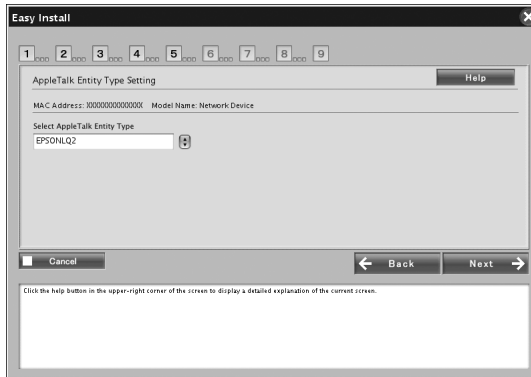 Easy Install
1 2 3 4 5 6 7 8 9
AppleTalk Entity Type Setting
Help
MAC Address: XXXXXXXXXXXXXX Model Name: Network Device
Select AppleTalk Entity Type
EPSONLQ2
Cancel
Back
Next
Click the help button in the upper-right corner of the screen to display a detailed explanation of the current screen.